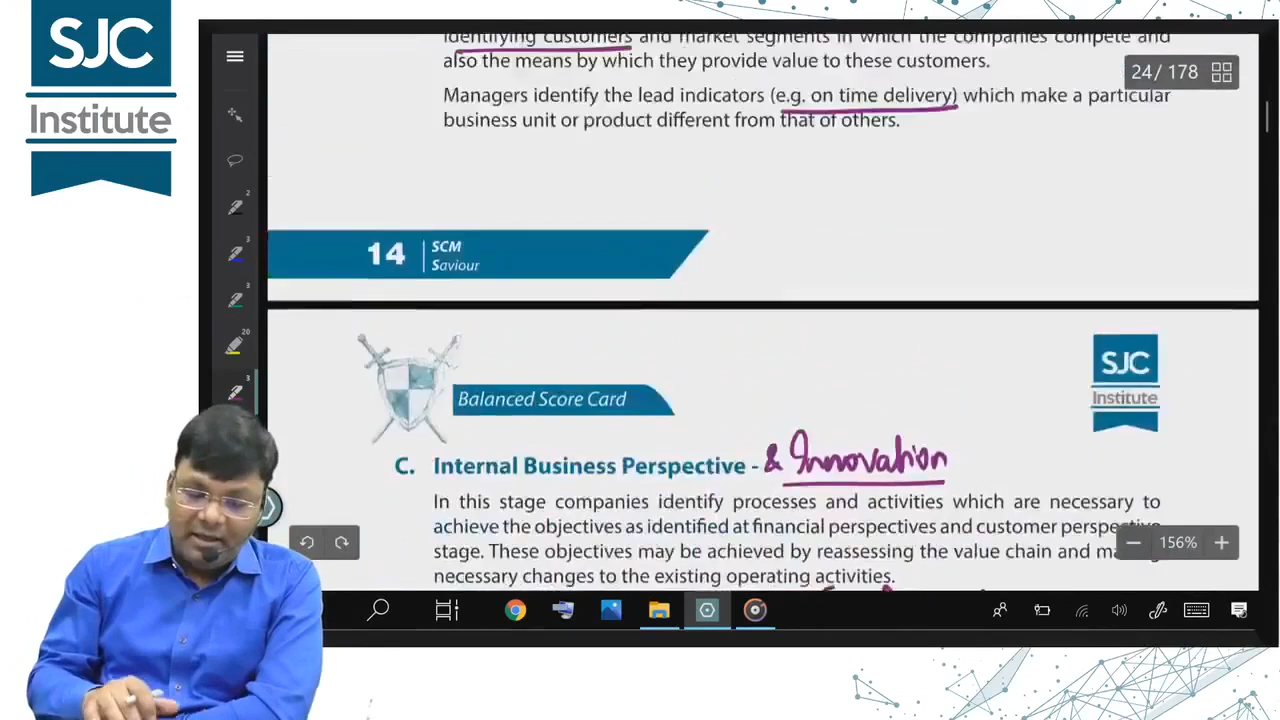 SJC
Institute
identifying customers and market segments in which the companies compete and
also the means by which they provide value to these customers.
24 / 178
Managers identify the lead indicators (e.g. on time delivery) which make a particular
business unit or product different from that of others.
2
3
3
20
3
14
SCM
Saviour
SJC
Institute
Balanced Score Card
C. Internal Business Perspective - & Innovation
In this stage companies identify processes and activities which are necessary to
achieve the objectives as identified at financial perspectives and customer perspective
stage. These objectives may be achieved by reassessing the value chain and
necessary changes to the existing operating activities.
156%